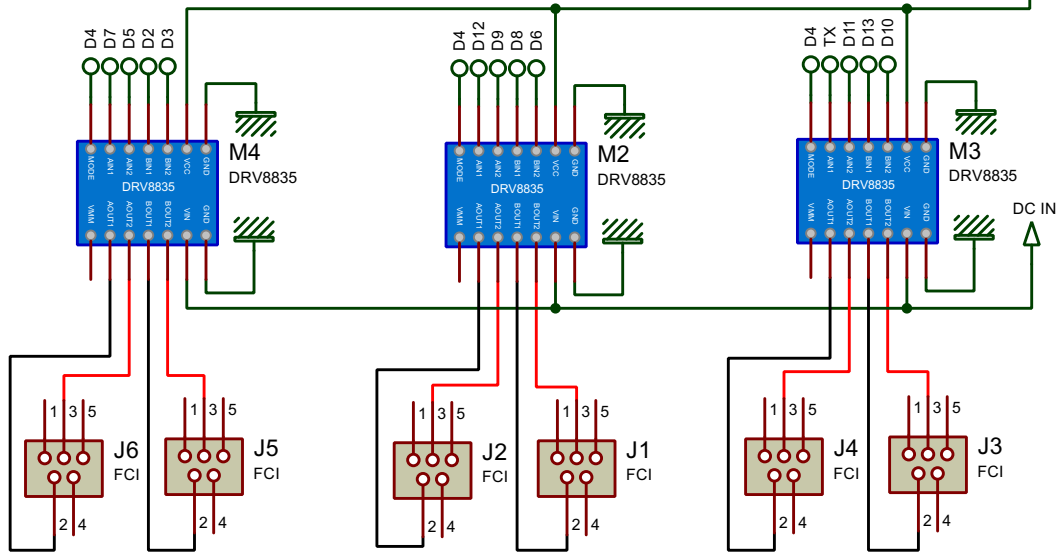 D4 D7 D5 D2 D3
D4 D12 D9 D8 D6
D4 TX D11 D13 D10
MODE AIN1 AIN2 BIN1 BIN2 VCC GND
DRV8835
VMM AOUT1 AOUT2 BOUT1 BOUT2 VIN GND
M4
DRV8835
MODE AIN1 AIN2 BIN1 BIN2 VCC GND
DRV8835
VMM AOUT1 AOUT2 BOUT1 BOUT2 VIN GND
M2
DRV8835
MODE AIN1 AIN2 BIN1 BIN2 VCC GND
DRV8835
VMM AOUT1 AOUT2 BOUT1 BOUT2 VIN GND
M3
DRV8835
DC IN
1 3 5
J6
FCI
2 4
1 3 5
J5
FCI
2 4
1 3 5
J2
FCI
2 4
1 3 5
J1
FCI
2 4
1 3 5
J4
FCI
2 4
1 3 5
J3
FCI
2 4